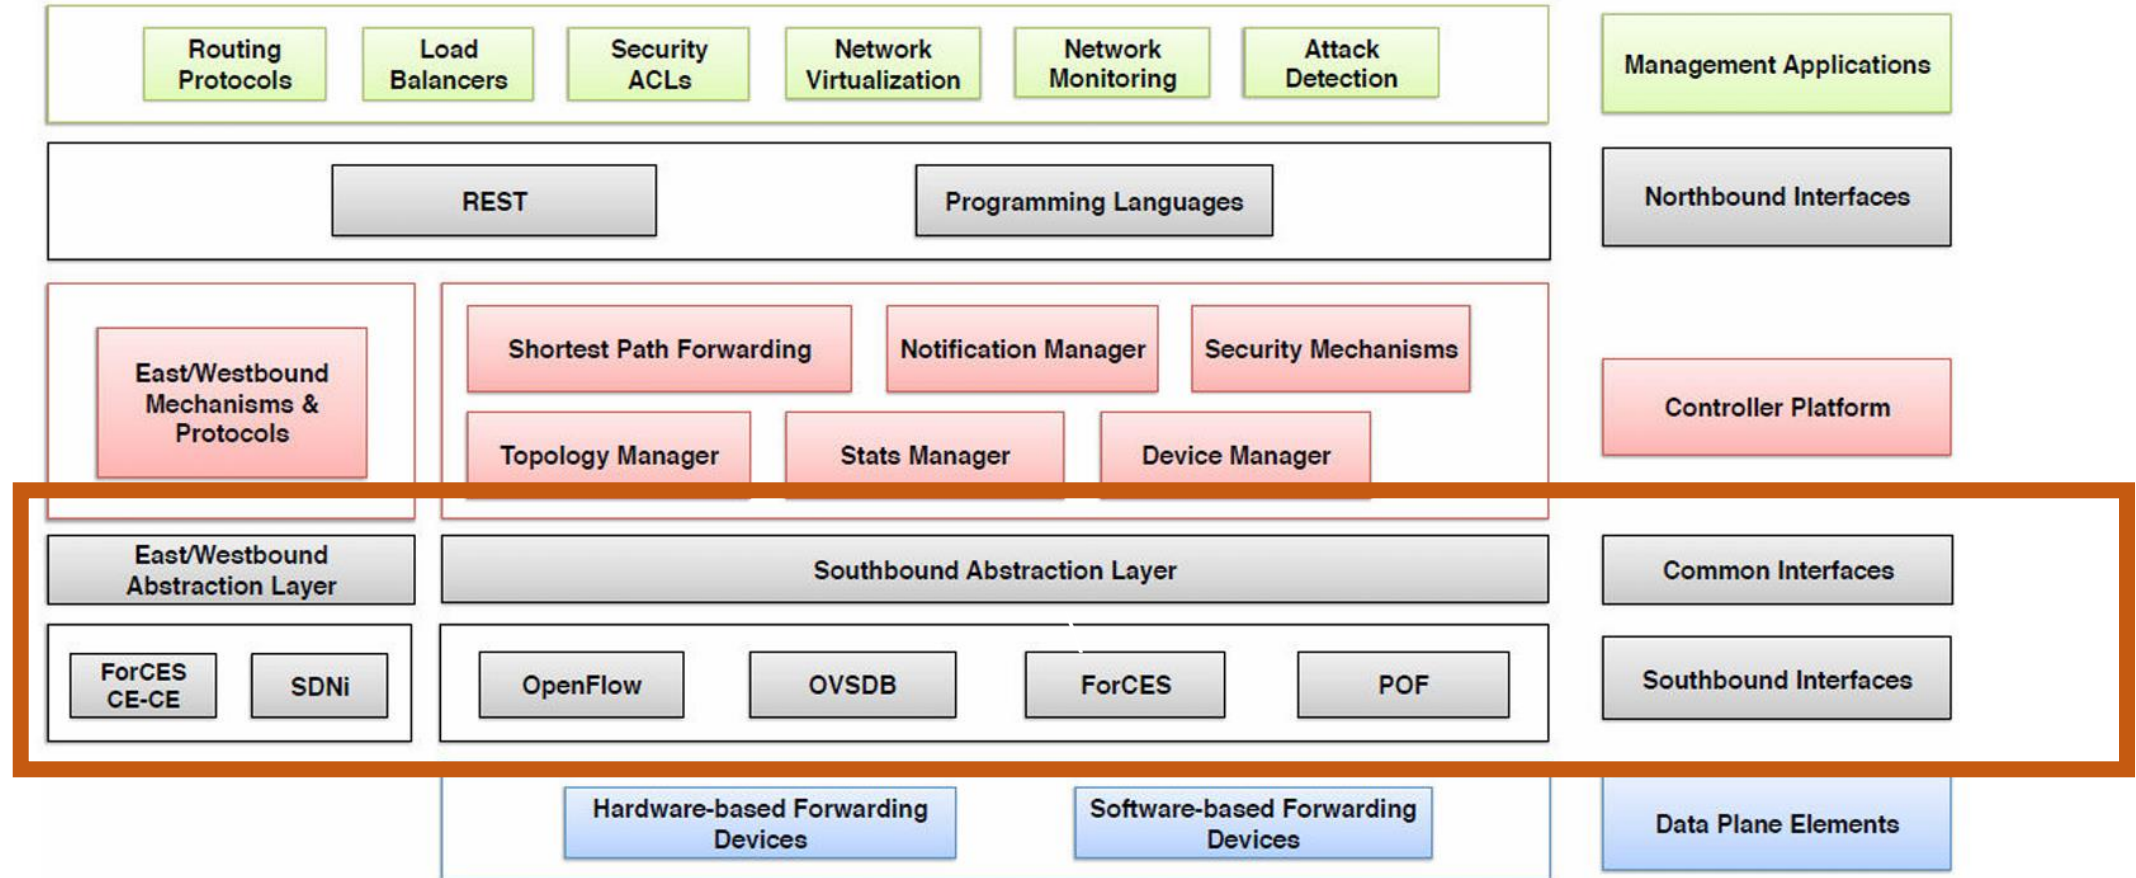 Routing
Protocols
Load
Balancers
Security
ACLs
Network
Virtualization
Network
Monitoring
Attack
Detection
Management Applications
REST
Programming Languages
Northbound Interfaces
East/Westbound
Mechanisms &
Protocols
Shortest Path Forwarding
Notification Manager
Security Mechanisms
Topology Manager
Stats Manager
Device Manager
Controller Platform
East/Westbound
Abstraction Layer
Southbound Abstraction Layer
Common Interfaces
ForCES
CE-CE
SDNi
OpenFlow
OVSDB
ForCES
POF
Southbound Interfaces
Hardware-based Forwarding
Devices
Software-based Forwarding
Devices
Data Plane Elements